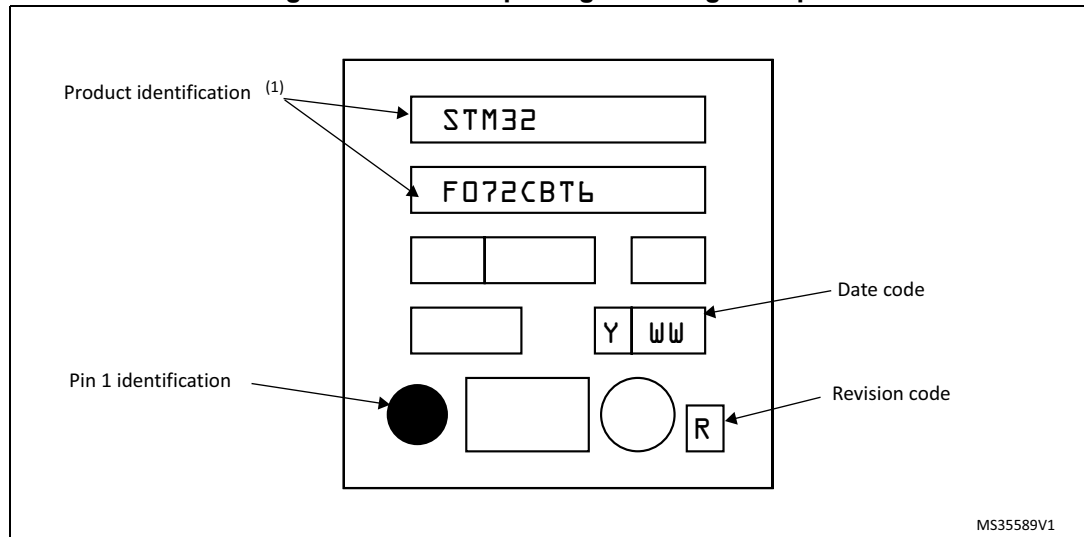 Product identification (1)
STM32
F072CBT6
Date code
Y WW
Pin 1 identification
Revision code
R
MS35589V1